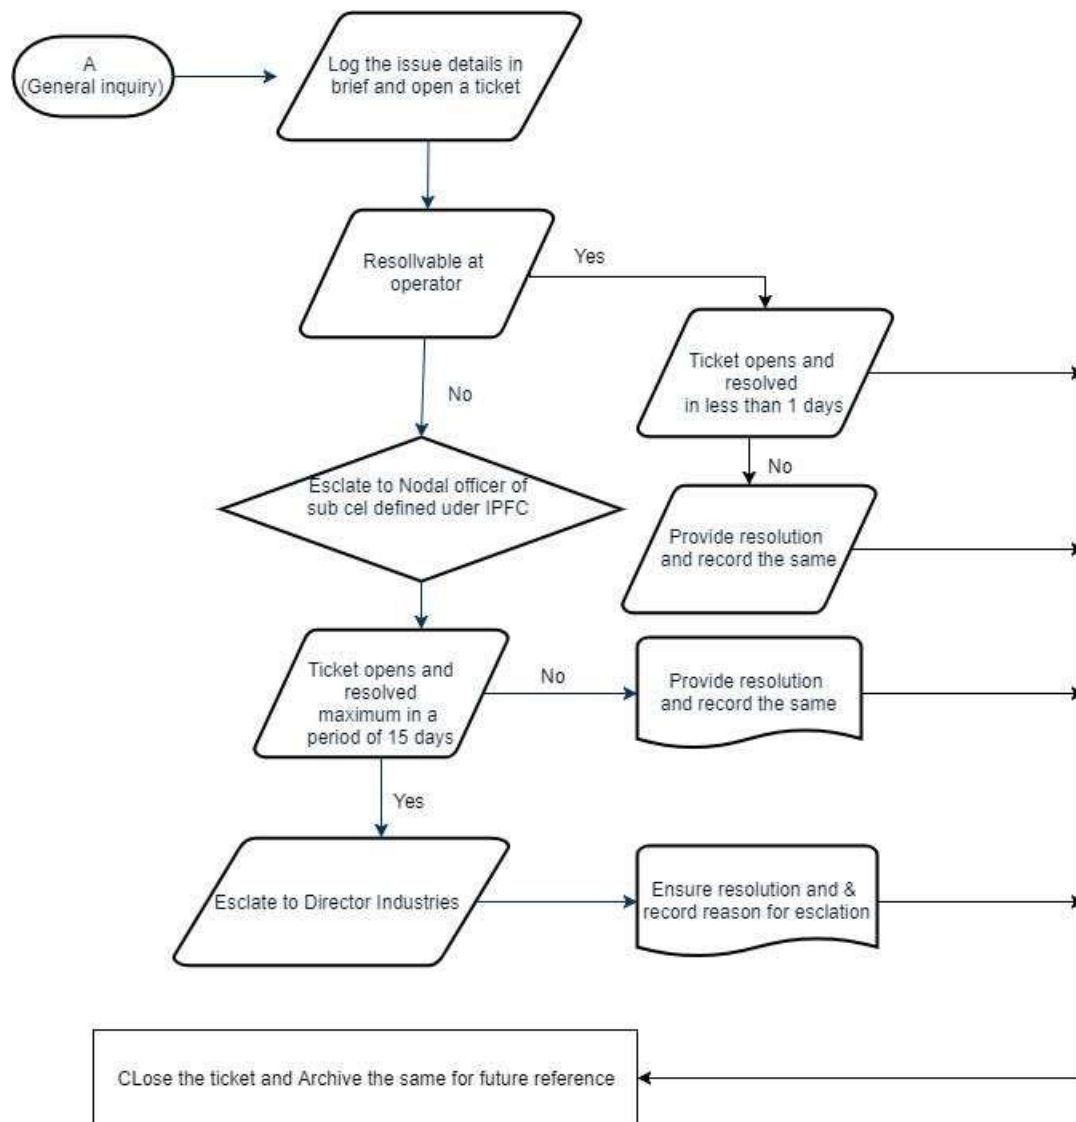 A
(General inquiry)
Log the issue details in
brief and open a ticket
Resollvable at
operator
Yes
Ticket opens and
resolved
in less than 1 days
No
No
Provide resolution
and record the same
Esclate to Nodal officer of
sub cel defined uder IPFC
Ticket opens and
resolved
maximum in a
period of 15 days
No
Provide resolution
and record the same
Yes
Esclate to Director Industries
Ensure resolution and &
record reason for esclation
CLose the ticket and Archive the same for future reference